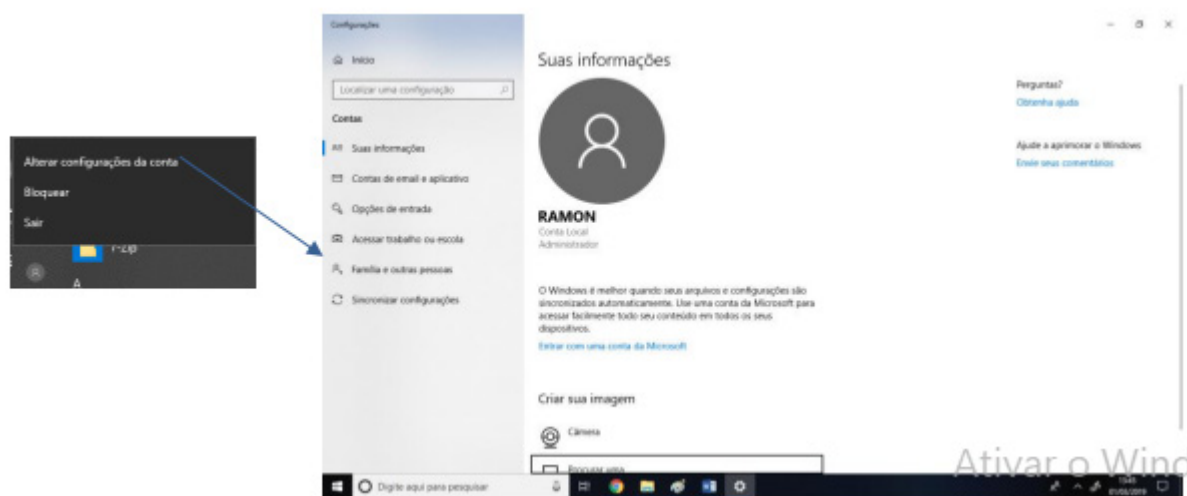 Alterar configurações da conta
Bloquear
Sair
7-Zip
A
Configurações
Início
Localizar uma configuração
Contas
Suas informações
Contas de email e aplicativo
Opções de entrada
Acessar trabalho ou escola
Família e outras pessoas
Sincronizar configurações
Suas informações
RAMON
Conta Local
Administrador
O Windows é melhor quando seus arquivos e configurações são
sincronizados automaticamente. Use uma conta da Microsoft para
acessar facilmente todo seu conteúdo em todos os seus
dispositivos.
Entrar com uma conta da Microsoft
Criar sua imagem
Câmera
Procurar uma
Perguntas?
Obtenha ajuda
Ajude a aprimorar o Windows
Envie seus comentários
Ativar o Wind
Digite aqui para pesquisar